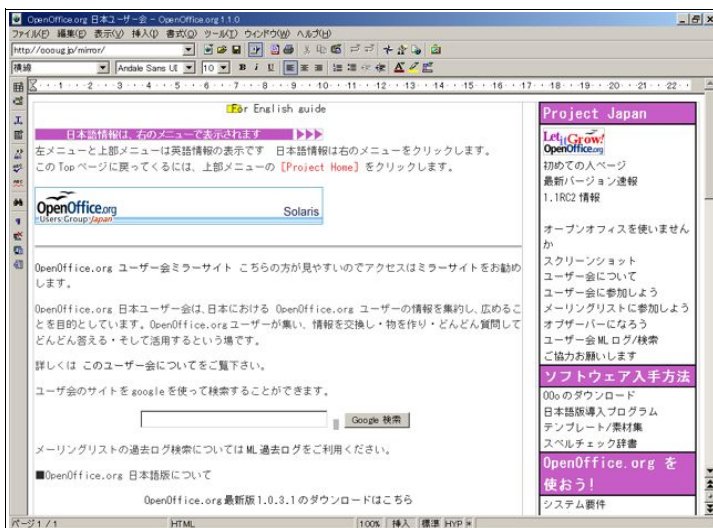 OpenOffice.org 日本ユーザー会 - OpenOffice.org 1.1.0
ファイル(F) 編集(E) 表示(V) 挿入(I) 書式(O) ツール(T) ウィンドウ(W) ヘルプ(H)
http://oooug.jp/mirror/
横線 Andale Sans UI 10 B i U
1 2 3 4 5 6 7 8 9 10 11 12 13 14 15 16 17 18 19 20 21 22
For English guide
日本語情報は、右のメニューで表示されます
左メニューと上部メニューは英語情報の表示です 日本語情報は右のメニューをクリックします。
この Top ページに戻ってくるには、上部メニューの [Project Home] をクリックします。
OpenOffice.org
Users Group Japan
Solaris
OpenOffice.org ユーザー会ミラーサイト こちらの方が見やすいのでアクセスはミラーサイトをお勧め
します。
OpenOffice.org 日本ユーザー会は、日本における OpenOffice.org ユーザーの情報を集約し、広めるこ
とを目的としています。OpenOffice.org ユーザーが集い、情報を交換し・物を作り・どんどん質問して
どんどん答える・そして活用するという場です。
詳しくは このユーザー会についてをご覧下さい。
ユーザ会のサイトを google を使って検索することができます。
Google 検索
メーリングリストの過去ログ検索については ML 過去ログをご利用ください。
■OpenOffice.org 日本語版について
OpenOffice.org 最新版 1.0.3.1 のダウンロードはこちら
Project Japan
Let it Grow!
OpenOffice.org
初めての人ページ
最新バージョン速報
1.1RC2 情報
オープンオフィスを使いません
か
スクリーンショット
ユーザー会について
ユーザー会に参加しよう
メーリングリストに参加しよう
オブザーバーになろう
ユーザー会 ML ログ/検索
ご協力お願いします
ソフトウェア入手方法
OOo のダウンロード
日本語版導入プログラム
テンプレート/素材集
スペルチェック辞書
OpenOffice.org を
使おう!
システム要件
ページ 1 / 1 HTML 100% 挿入 標準 HYP *